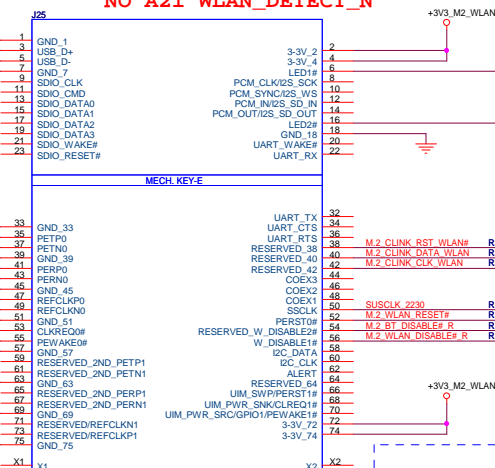 NO A21 WLAN_DETECT_N
J25
+3V3_M2_WLAN
1 GND_1
3 USB_D+ 3-3V_2 2
5 USB_D- 3-3V_4 4
7 GND_7 LED1# 6
9 SDIO_CLK PCM_CLK/I2S_SCK 8
11 SDIO_CMD PCM_SYNC/I2S_WS 10
13 SDIO_DATA0 PCM_IN/I2S_SD_IN 12
15 SDIO_DATA1 PCM_OUT/I2S_SD_OUT 14
17 SDIO_DATA2 LED2# 16
19 SDIO_DATA3 GND_18 18
21 SDIO_WAKE# UART_WAKE# 20
23 SDIO_RESET# UART_RX 22
MECH. KEY-E
UART_TX 32
33 GND_33 UART_CTS 34
35 PETP0 UART_RTS 36
37 PETN0 RESERVED_38 38 M.2_CLINK_RST_WLAN# R
39 GND_39 RESERVED_40 40 M.2_CLINK_DATA_WLAN R
41 PERP0 RESERVED_42 42 M.2_CLINK_CLK_WLAN R
43 PERN0 COEX3 44
45 GND_45 COEX2 46
47 REFCLKP0 COEX1 48
49 REFCLKN0 SSCLK 50 SUSCLK_2230 R
51 GND_51 PERST0# 52 M.2_WLAN_RESET# R
53 CLKREQ0# RESERVED_W_DISABLE2# 54 M.2_BT_DISABLE#_R R
55 PEWAKE0# W_DISABLE1# 56 M.2_WLAN_DISABLE#_R R
57 GND_57 I2C_DATA 58
59 RESERVED_2ND_PETP1 I2C_CLK 60
61 RESERVED_2ND_PETN1 ALERT 62
63 GND_63 RESERVED_64 64
65 RESERVED_2ND_PERP1 UIM_SWP/PERST1# 66
67 RESERVED_2ND_PERN1 UIM_PWR_SNK/CLREQ1# 68
69 GND_69 UIM_PWR_SRC/GPIO1/PEWAKE1# 70
71 RESERVED/REFCLKN1 3-3V_72 72
73 RESERVED/REFCLKP1 3-3V_74 74
75 GND_75
+3V3_M2_WLAN
X1 X1 X2 X2